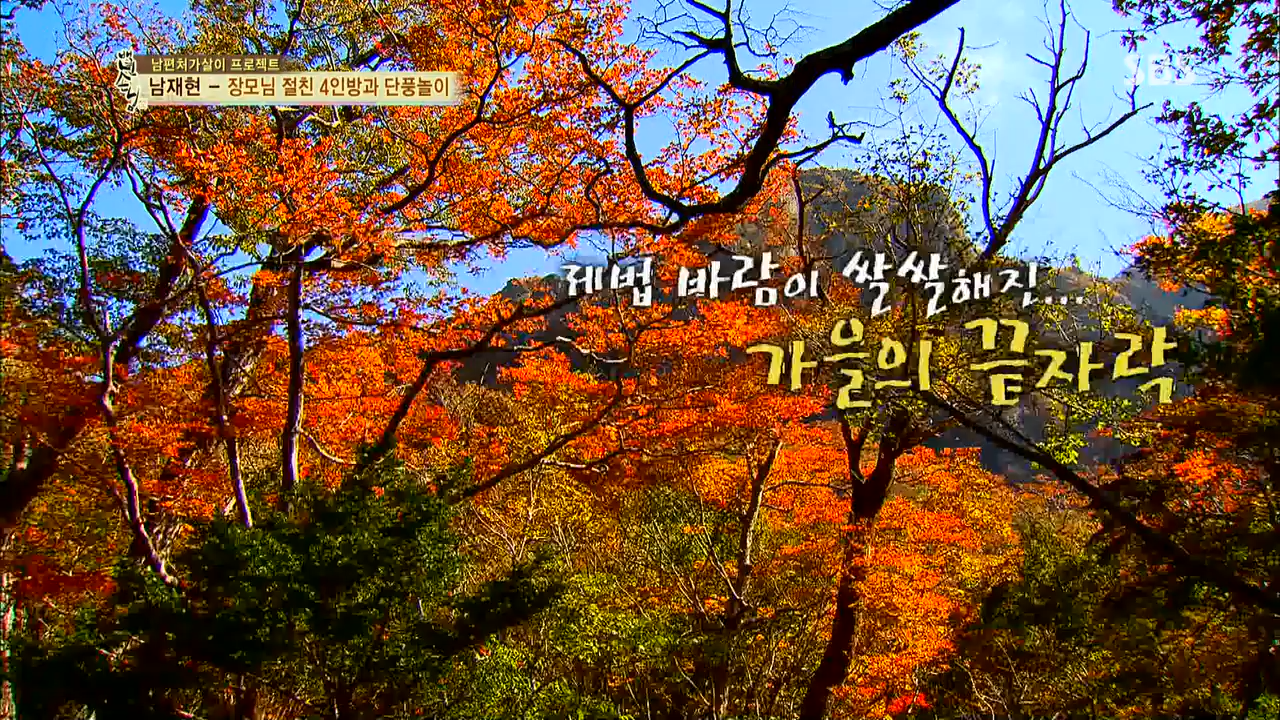 남편처가살이 프로젝트
남재현 – 장모님 절친 4인방과 단풍놀이
SBS
제법 바람이 쌀쌀해진...
가을의 끝자락